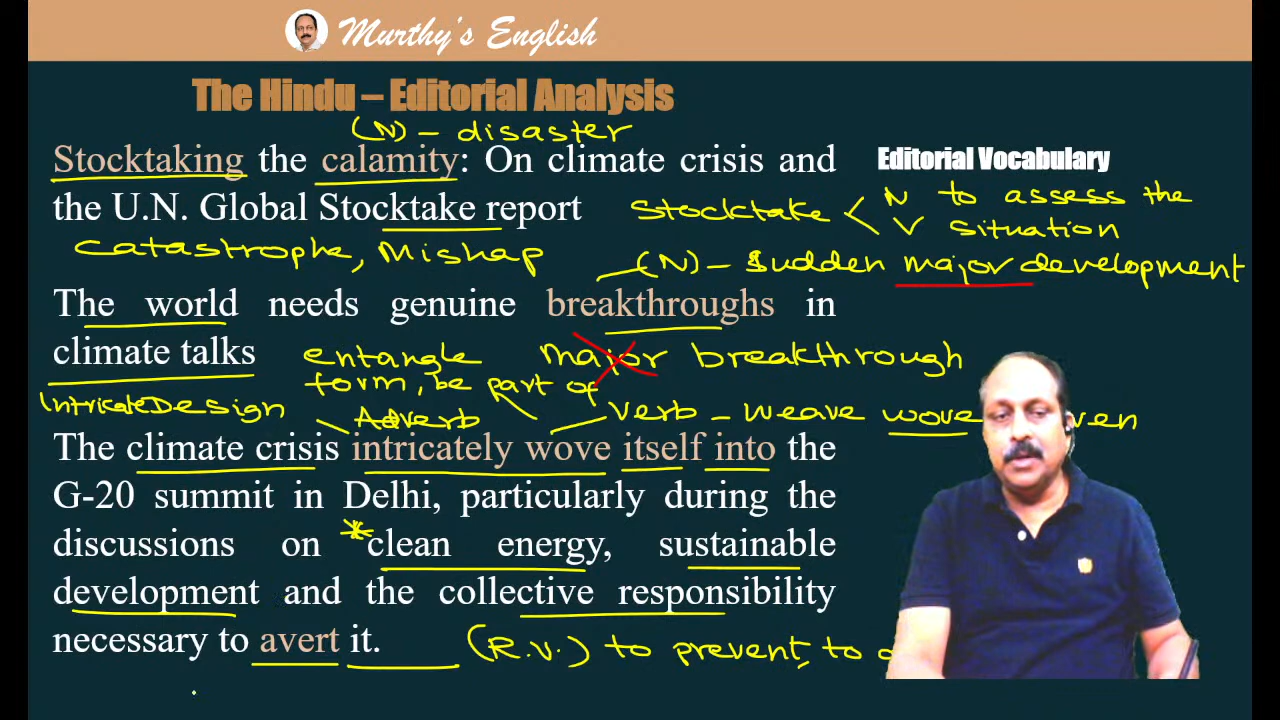 Murthy's English
The Hindu – Editorial Analysis
(N) – disaster
Stocktaking the calamity: On climate crisis and
the U.N. Global Stocktake report
Editorial Vocabulary
Stocktake < N to assess the
V situation
Catastrophe, Mishap
(N) – Sudden major development
The world needs genuine breakthroughs in
climate talks
entangle
major breakthrough
form, be part of
Intricate Design
Adverb
verb – weave wove ven
The climate crisis intricately wove itself into the
G-20 summit in Delhi, particularly during the
discussions on *clean energy, sustainable
development and the collective responsibility
necessary to avert it.
(R.V.) to prevent, to